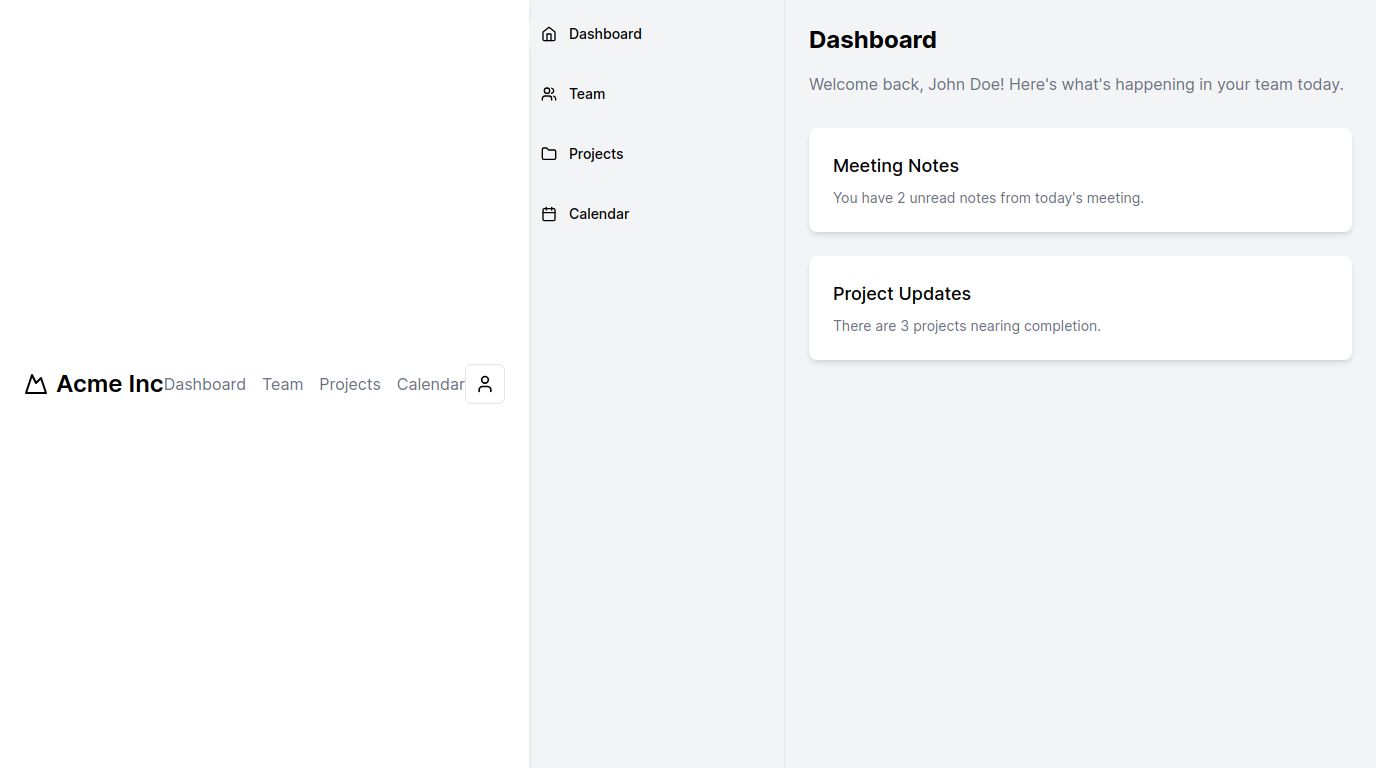 Acme Inc
Dashboard Team Projects Calendar
Dashboard
Team
Projects
Calendar
Dashboard
Welcome back, John Doe! Here's what's happening in your team today.
Meeting Notes
You have 2 unread notes from today's meeting.
Project Updates
There are 3 projects nearing completion.